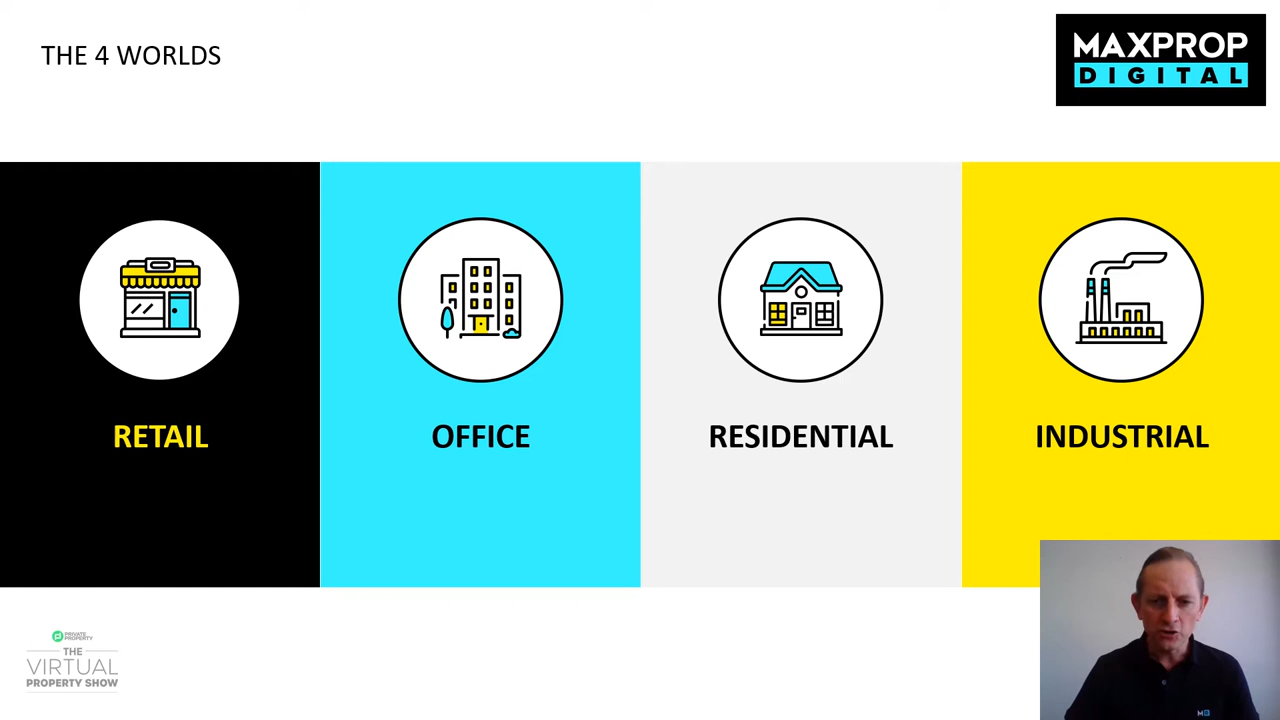 THE 4 WORLDS
MAXPROP
DIGITAL
RETAIL
OFFICE
RESIDENTIAL
INDUSTRIAL
PRIVATE
PROPERTY
THE
VIRTUAL
PROPERTY SHOW